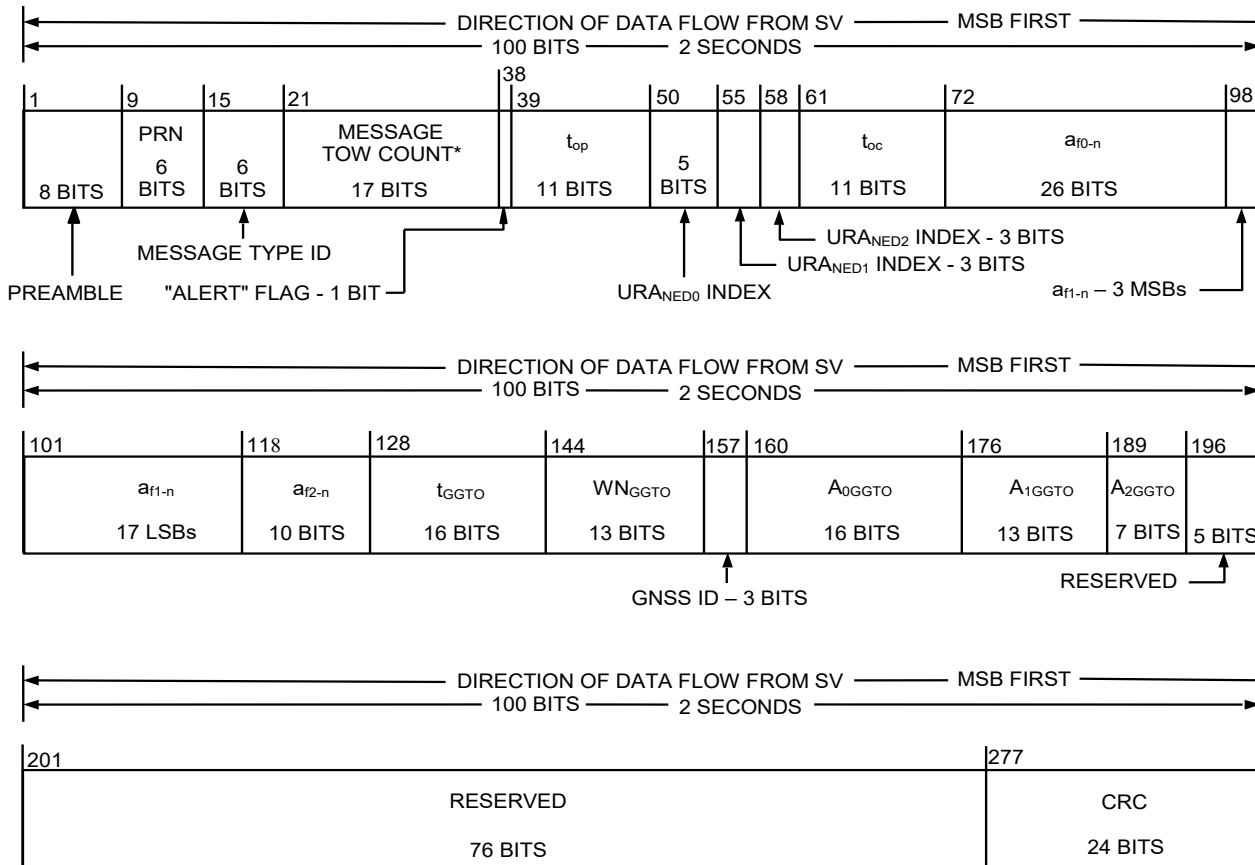 DIRECTION OF DATA FLOW FROM SV MSB FIRST
100 BITS 2 SECONDS
38
1 9 15 21 39 50 55 58 61 72 98
PRN MESSAGE
TOW COUNT* t_op t_oc a_f0-n
8 BITS 6 BITS 6 BITS 17 BITS 11 BITS 5 BITS 11 BITS 26 BITS
URA_NED2 INDEX - 3 BITS
MESSAGE TYPE ID URA_NED1 INDEX - 3 BITS
PREAMBLE "ALERT" FLAG - 1 BIT URA_NED0 INDEX a_f1-n – 3 MSBs
DIRECTION OF DATA FLOW FROM SV MSB FIRST
100 BITS 2 SECONDS
101 118 128 144 157 160 176 189 196
a_f1-n a_f2-n t_GGTO WN_GGTO A_0GGTO A_1GGTO A_2GGTO
17 LSBs 10 BITS 16 BITS 13 BITS 16 BITS 13 BITS 7 BITS 5 BITS
GNSS ID – 3 BITS RESERVED
DIRECTION OF DATA FLOW FROM SV MSB FIRST
100 BITS 2 SECONDS
201 277
RESERVED CRC
76 BITS 24 BITS